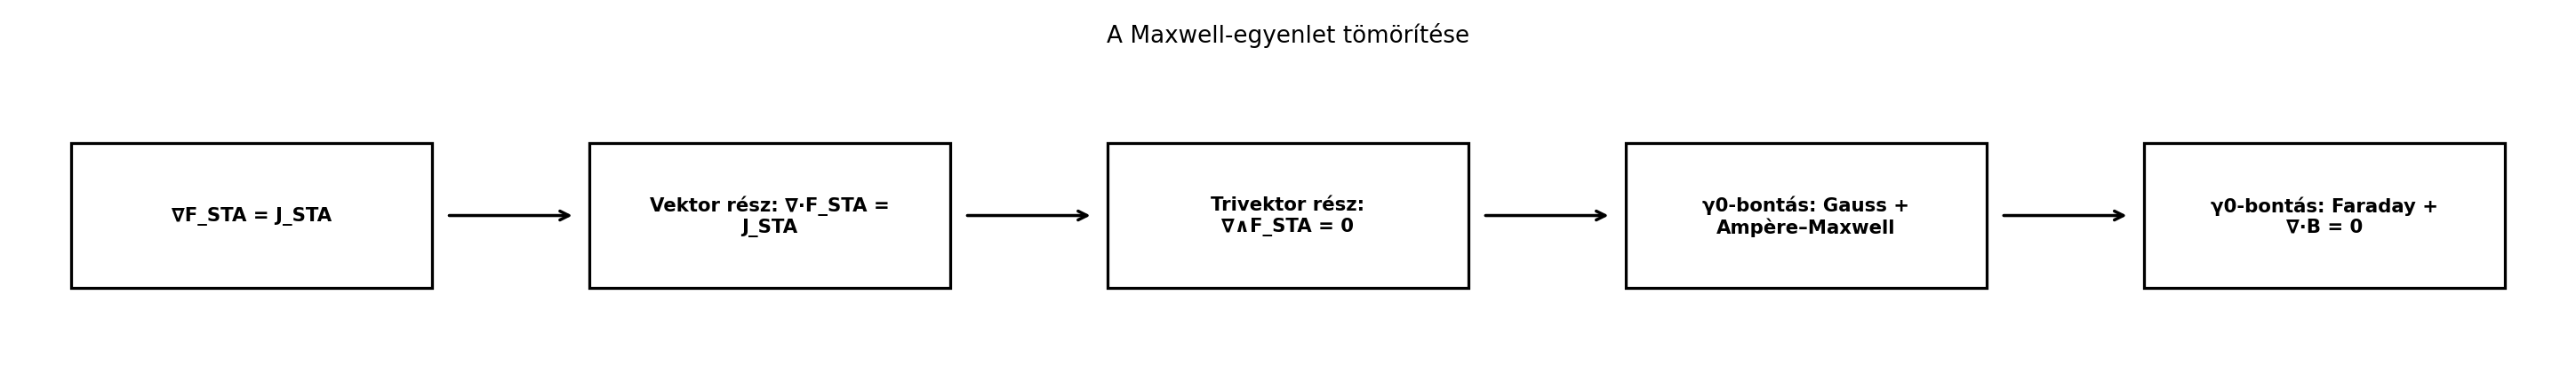 A Maxwell-egyenlet tömörítése
∇F_STA = J_STA
Vektor rész: ∇·F_STA =
J_STA
Trivektor rész:
∇∧F_STA = 0
γ0-bontás: Gauss +
Ampère–Maxwell
γ0-bontás: Faraday +
∇·B = 0